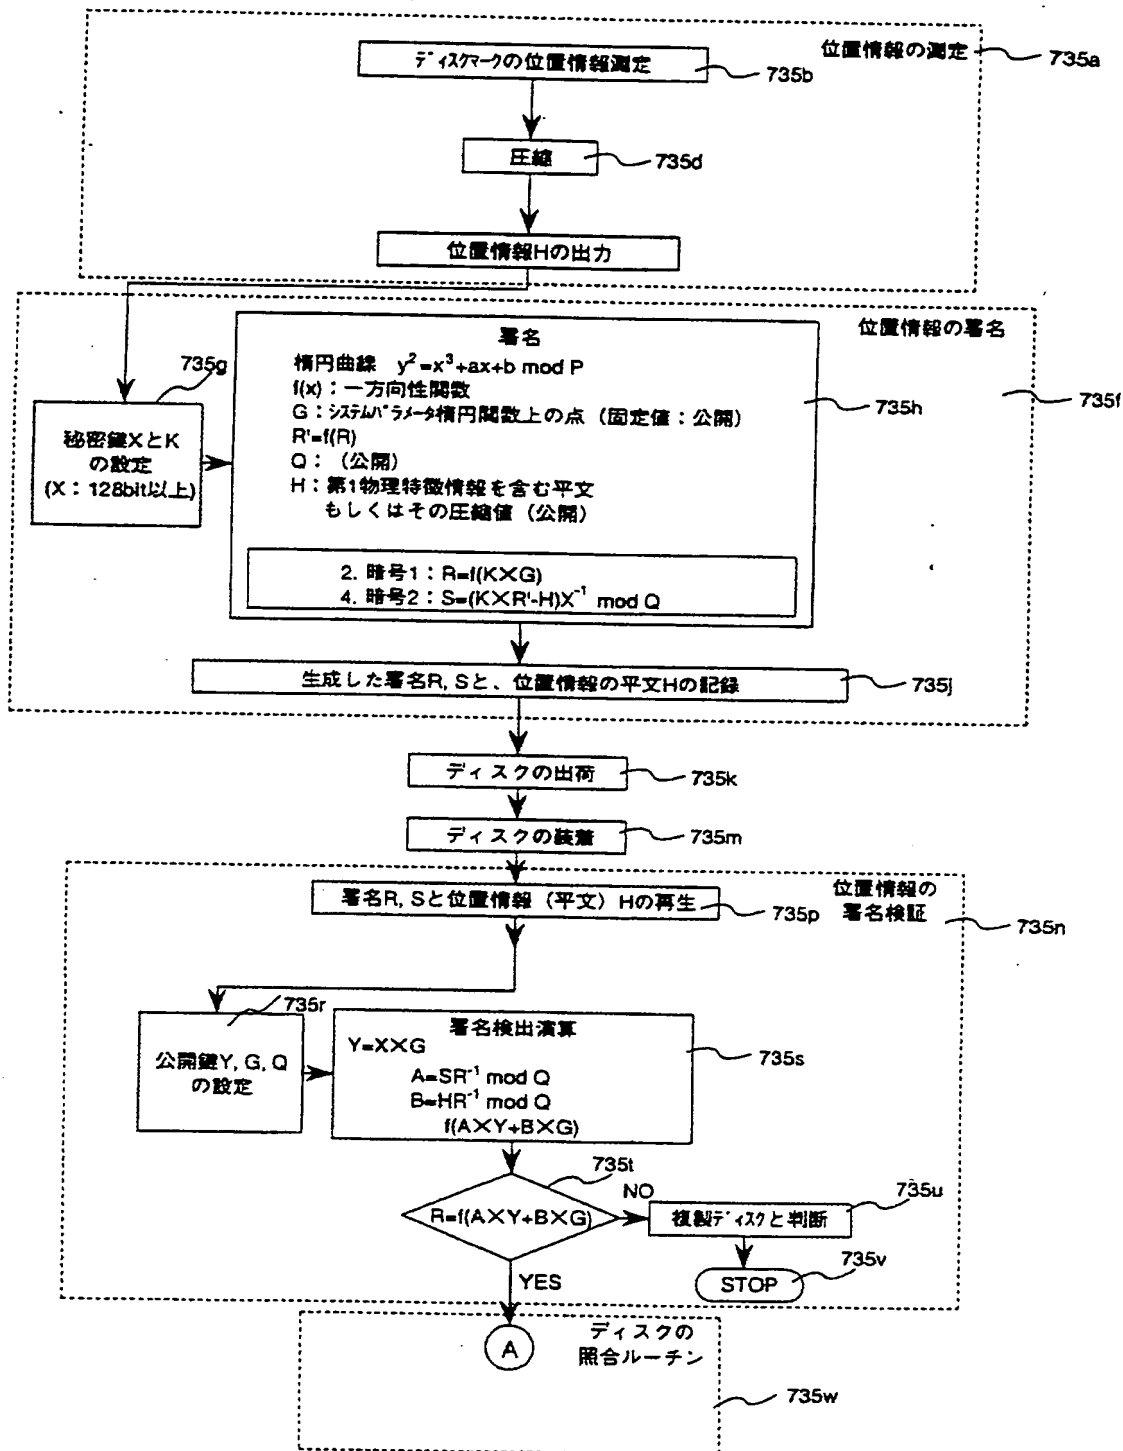 位置情報の測定
735a
ディスクマークの位置情報測定
735b
圧縮
735d
位置情報Hの出力
位置情報の署名
735f
735g
秘密鍵XとK
の設定
(X：128bit以上)
署名
楕円曲線 y²=x³+ax+b mod P
f(x)：一方向性関数
G：システムパラメータ楕円関数上の点（固定値：公開）
R'=f(R)
Q：（公開）
H：第1物理特徴情報を含む平文
もしくはその圧縮値（公開）
735h
2. 暗号1：R=f(K×G)
4. 暗号2：S=(K×R'-H)X⁻¹ mod Q
生成した署名R, Sと、位置情報の平文Hの記録
735j
ディスクの出荷
735k
ディスクの装着
735m
位置情報の
署名検証
735n
署名R, Sと位置情報（平文）Hの再生
735p
735r
公開鍵Y, G, Q
の設定
署名検出演算
Y=X×G
A=SR⁻¹ mod Q
B=HR⁻¹ mod Q
f(A×Y+B×G)
735s
735t
R=f(A×Y+B×G)
NO
複製ディスクと判断
735u
STOP
735v
YES
A
ディスクの
照合ルーチン
735w